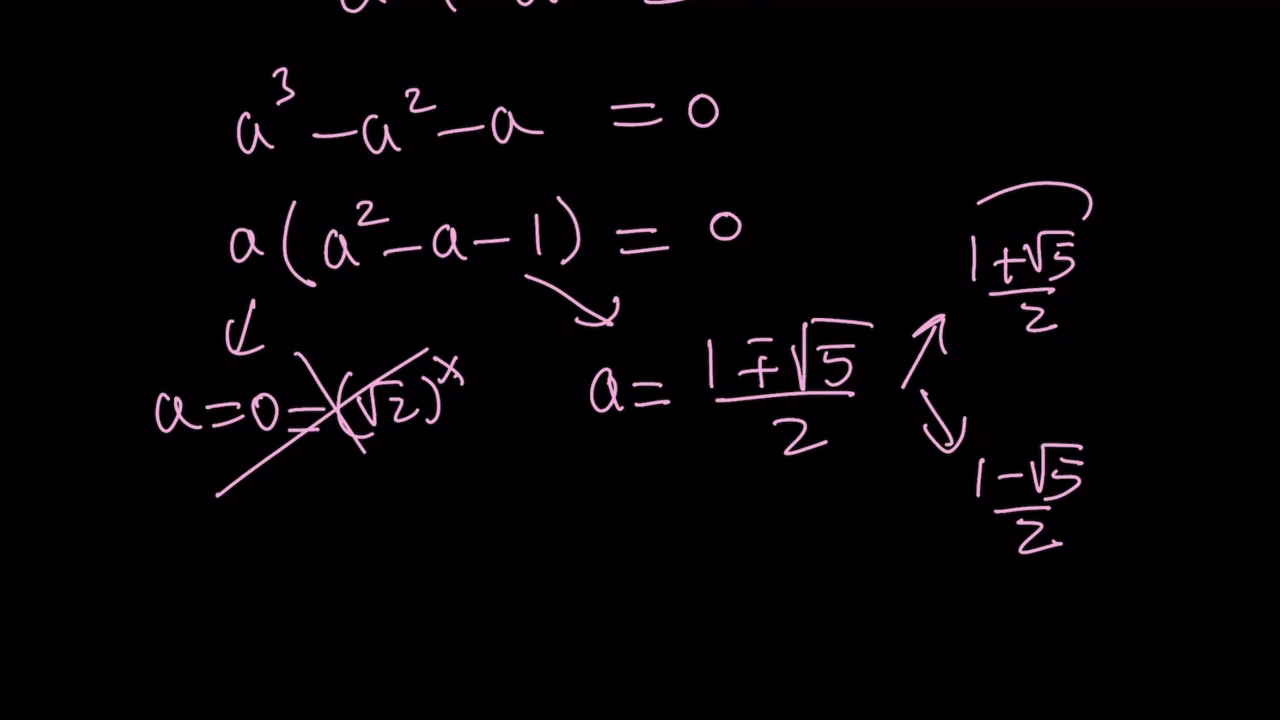 a³ – a² – a = 0
a(a² – a – 1) = 0
a = 0 = (√2)ˣ
a = (1 ∓ √5)/2
(1 + √5)/2
(1 – √5)/2